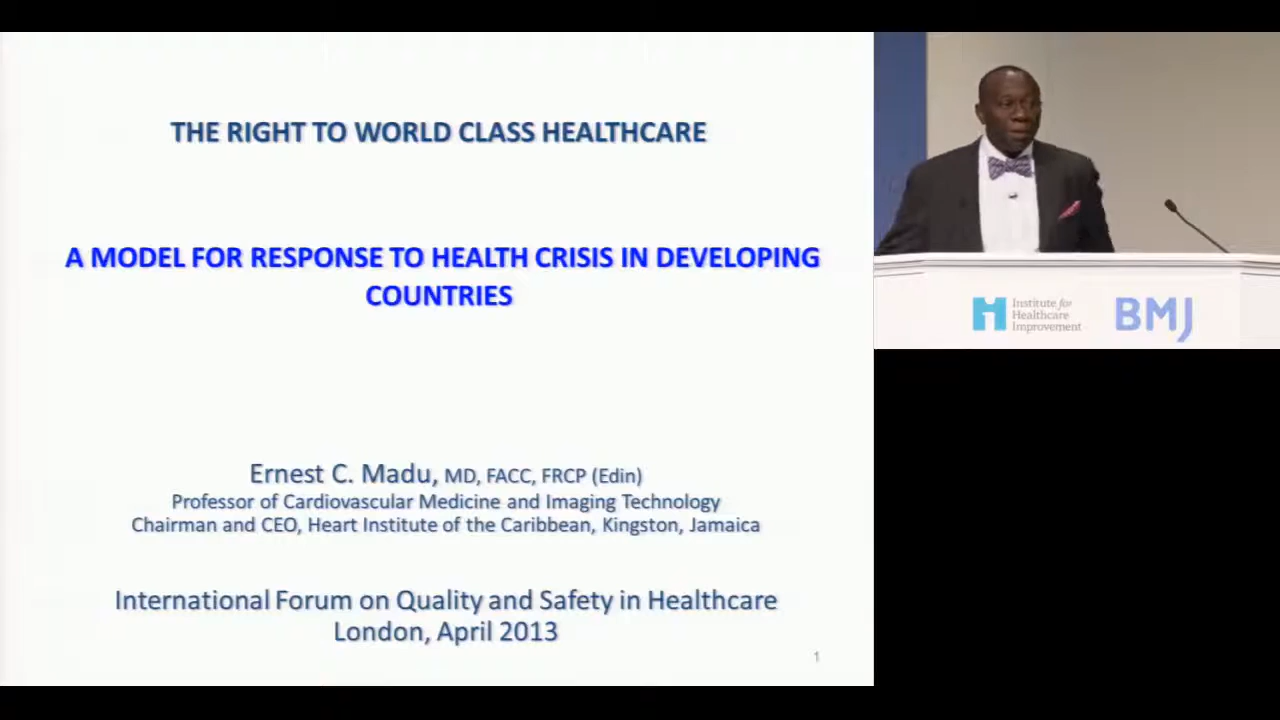 THE RIGHT TO WORLD CLASS HEALTHCARE
A MODEL FOR RESPONSE TO HEALTH CRISIS IN DEVELOPING
COUNTRIES
Ernest C. Madu, MD, FACC, FRCP (Edin)
Professor of Cardiovascular Medicine and Imaging Technology
Chairman and CEO, Heart Institute of the Caribbean, Kingston, Jamaica
International Forum on Quality and Safety in Healthcare
London, April 2013
1
Institute for
Healthcare
Improvement
BMJ